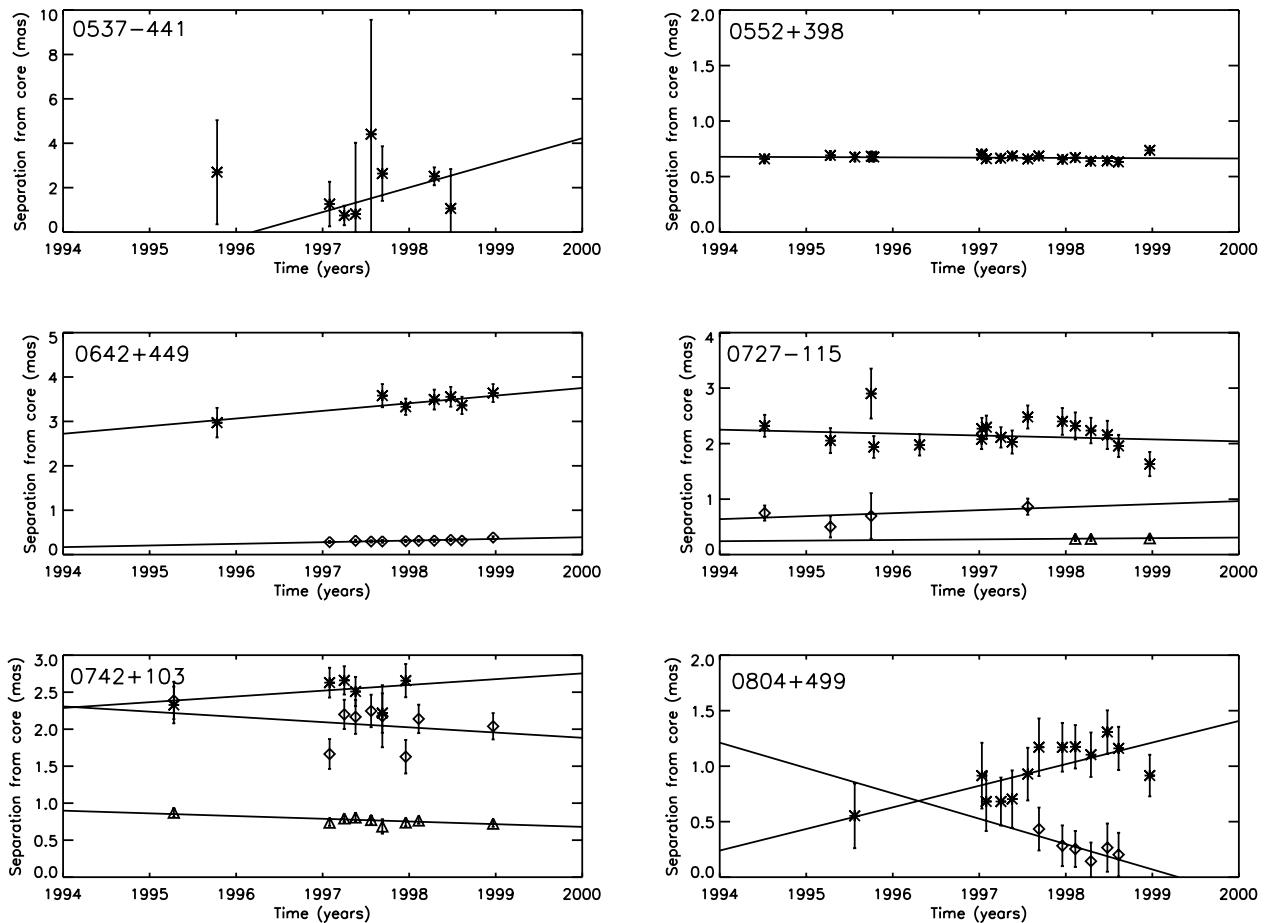 0537−441
Separation from core (mas)
10
8
6
4
2
0
1994 1995 1996 1997 1998 1999 2000
Time (years)
0552+398
Separation from core (mas)
2.0
1.5
1.0
0.5
0.0
1994 1995 1996 1997 1998 1999 2000
Time (years)
0642+449
Separation from core (mas)
5
4
3
2
1
0
1994 1995 1996 1997 1998 1999 2000
Time (years)
0727−115
Separation from core (mas)
4
3
2
1
0
1994 1995 1996 1997 1998 1999 2000
Time (years)
0742+103
Separation from core (mas)
3.0
2.5
2.0
1.5
1.0
0.5
0.0
1994 1995 1996 1997 1998 1999 2000
Time (years)
0804+499
Separation from core (mas)
2.0
1.5
1.0
0.5
0.0
1994 1995 1996 1997 1998 1999 2000
Time (years)